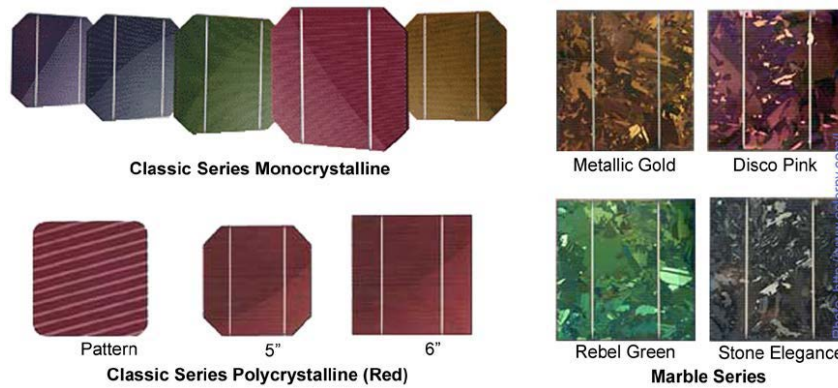 Classic Series Monocrystalline
Metallic Gold
Disco Pink
Pattern
5"
6"
Classic Series Polycrystalline (Red)
Rebel Green
Stone Elegance
Marble Series